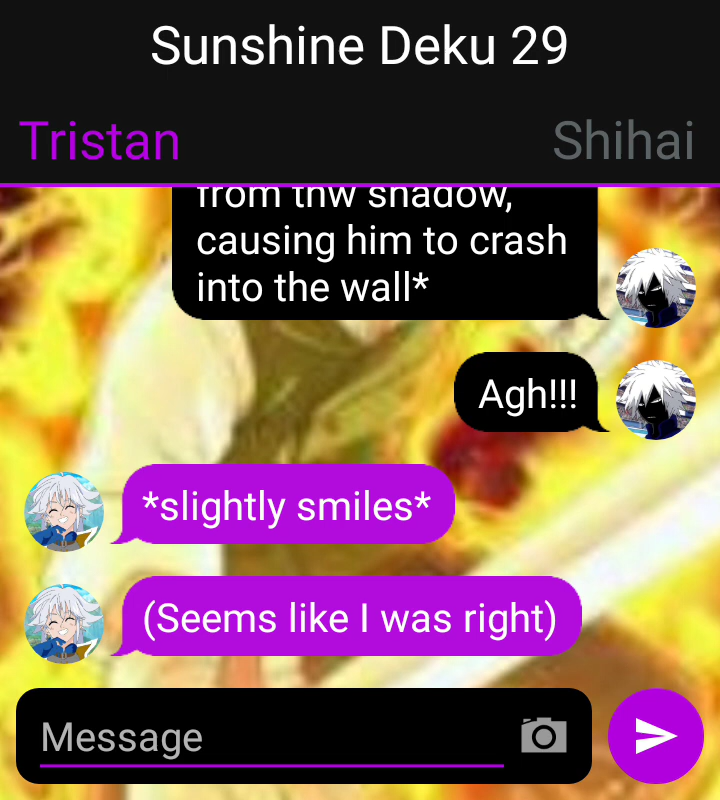 Sunshine Deku 29
Tristan
Shihai
from thw shadow,
causing him to crash
into the wall*
Agh!!!
*slightly smiles*
(Seems like I was right)
Message